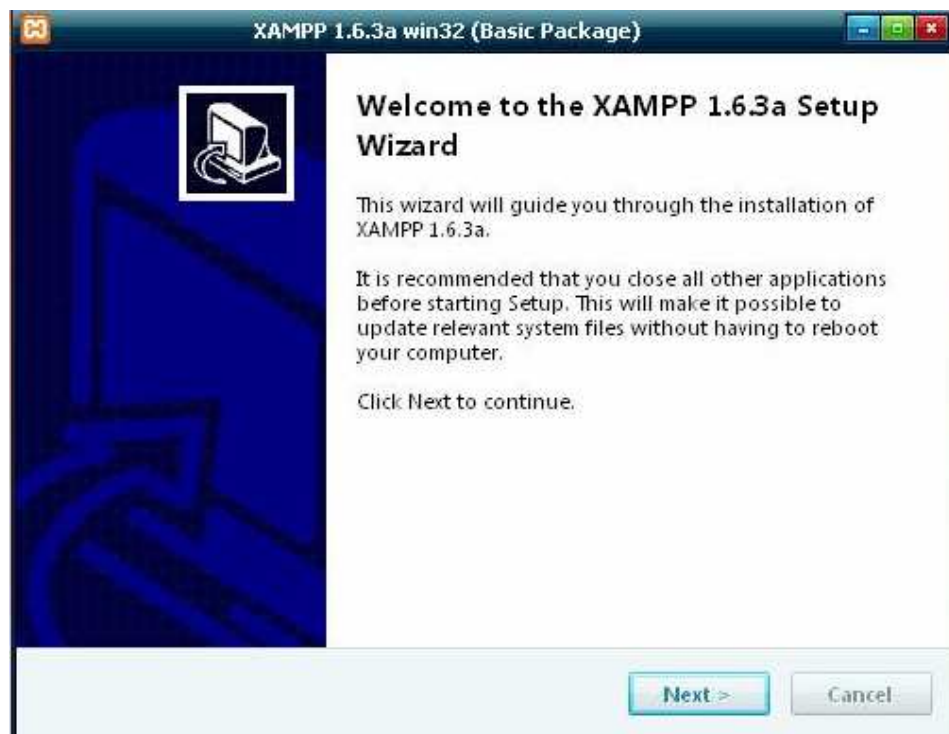 XAMPP 1.6.3a win32 (Basic Package)
Welcome to the XAMPP 1.6.3a Setup
Wizard
This wizard will guide you through the installation of
XAMPP 1.6.3a.
It is recommended that you close all other applications
before starting Setup. This will make it possible to
update relevant system files without having to reboot
your computer.
Click Next to continue.
Next >
Cancel